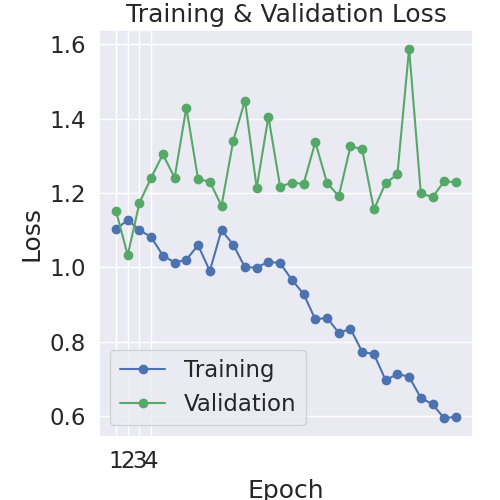 Training & Validation Loss
1.6
1.4
1.2
1.0
0.8
0.6
Loss
Training
Validation
1234
Epoch